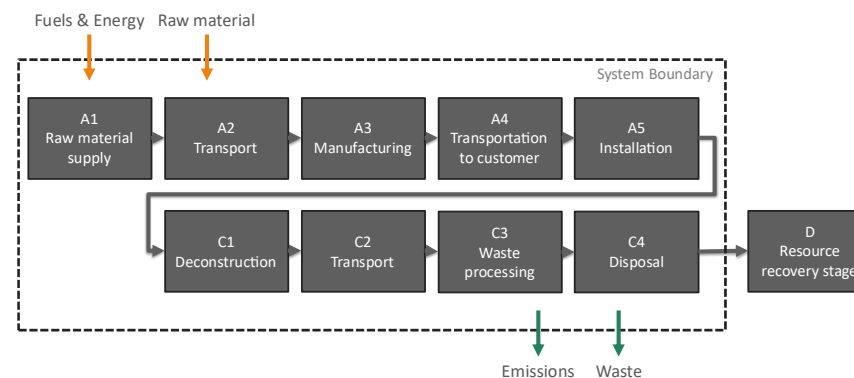 Fuels & Energy
Raw material
System Boundary
A1
Raw material
supply
A2
Transport
A3
Manufacturing
A4
Transportation
to customer
A5
Installation
C1
Deconstruction
C2
Transport
C3
Waste
processing
C4
Disposal
D
Resource
recovery stage
Emissions
Waste